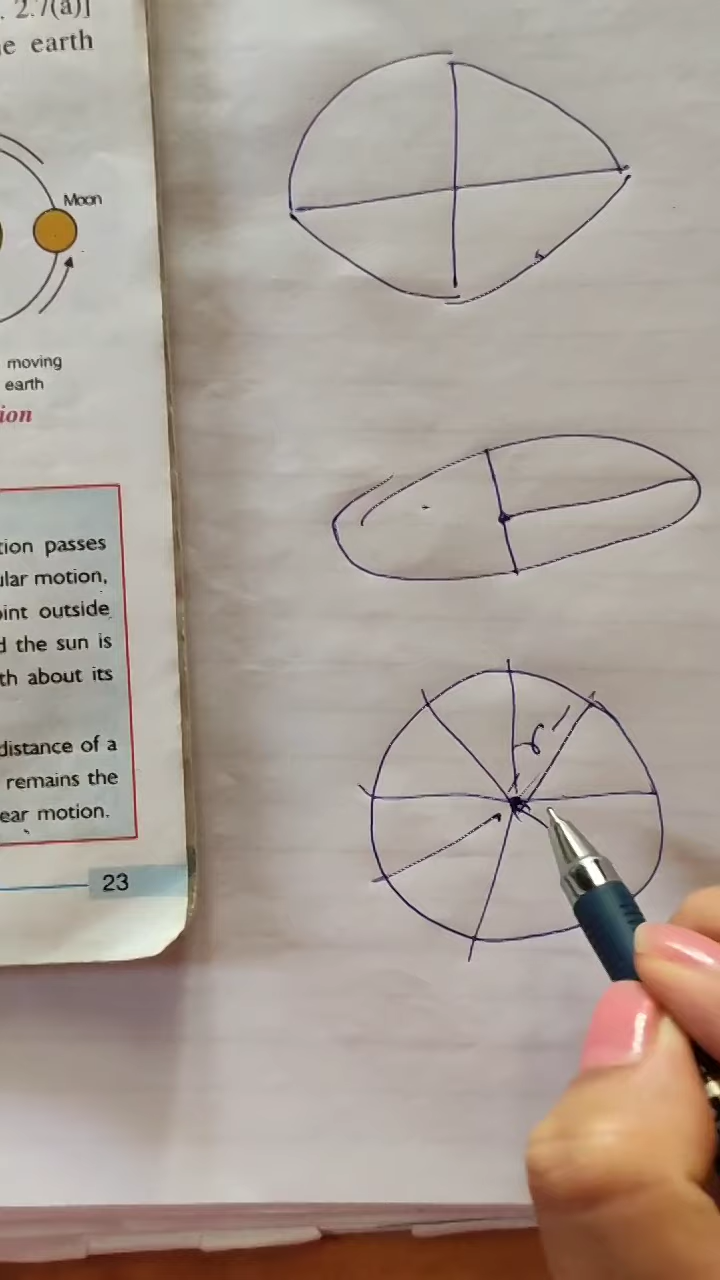 . 2.7(a)]
e earth
Moon
moving
earth
ion
tion passes
ular motion,
oint outside
d the sun is
th about its
distance of a
remains the
ear motion.
23
r